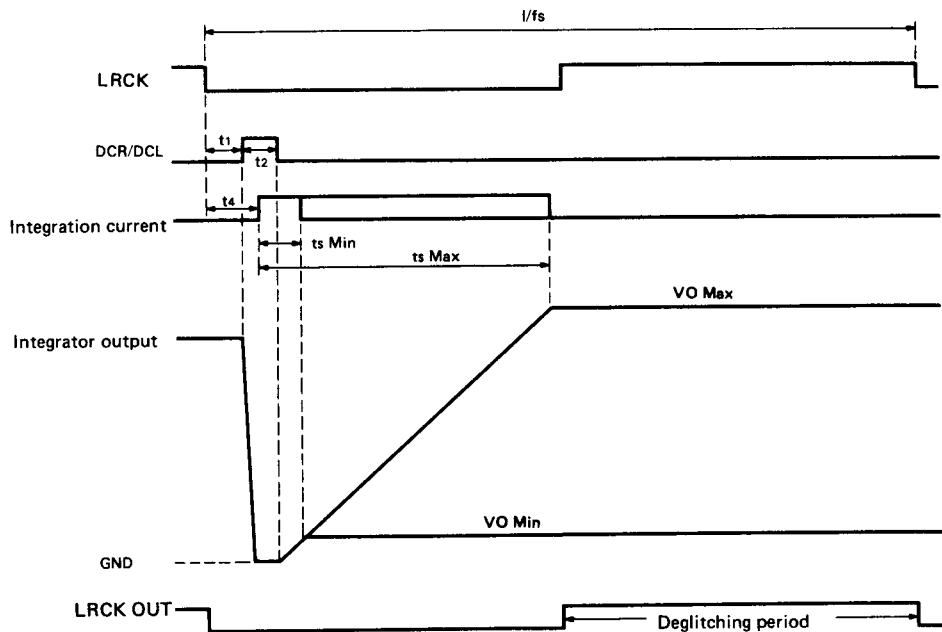 I/fs
LRCK
t1
DCR/DCL
t2
t4
Integration current
ts Min
ts Max
VO Max
Integrator output
VO Min
GND
LRCK OUT
Deglitching period